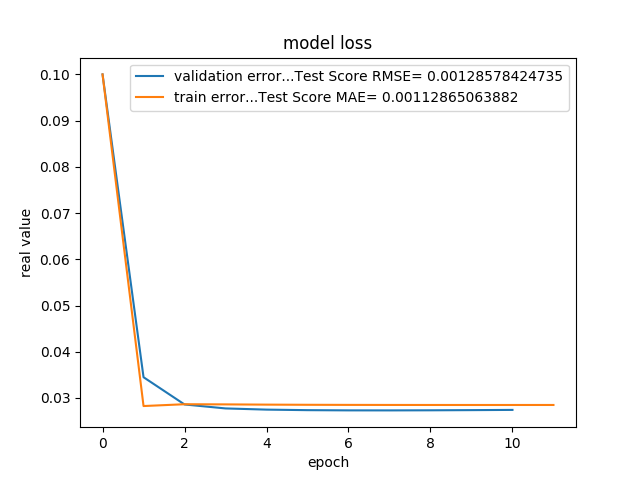 model loss
validation error...Test Score RMSE= 0.00128578424735
train error...Test Score MAE= 0.00112865063882
0.10
0.09
0.08
0.07
0.06
0.05
0.04
0.03
real value
0 2 4 6 8 10
epoch